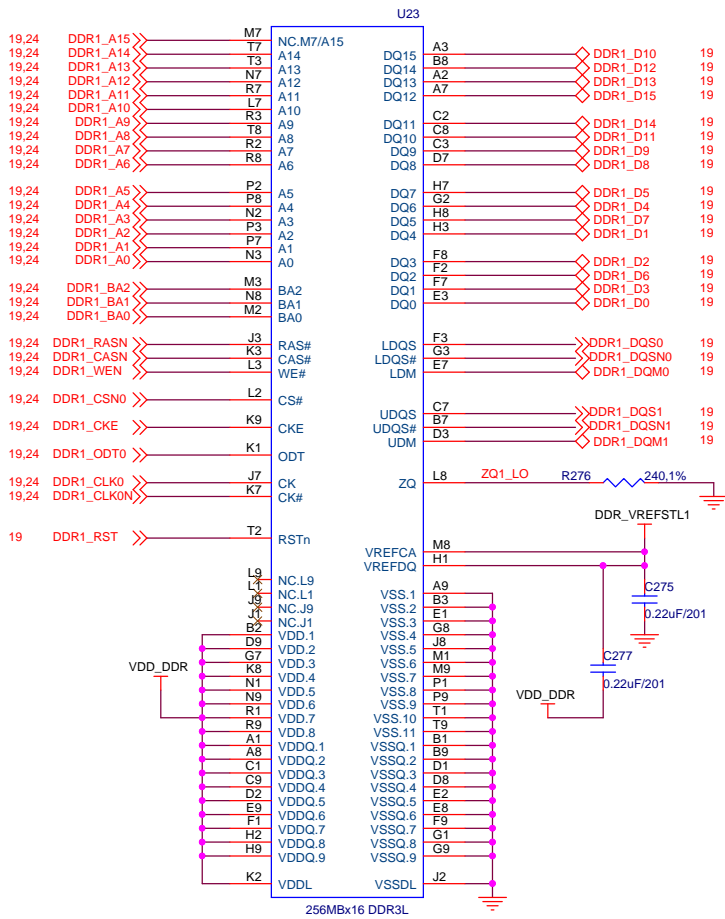 U23
19,24 DDR1_A15 M7 NC.M7/A15
19,24 DDR1_A14 T7 A14
19,24 DDR1_A13 T3 A13
19,24 DDR1_A12 N7 A12
19,24 DDR1_A11 R7 A11
19,24 DDR1_A10 L7 A10
19,24 DDR1_A9 R3 A9
19,24 DDR1_A8 T8 A8
19,24 DDR1_A7 R2 A7
19,24 DDR1_A6 R8 A6
19,24 DDR1_A5 P2 A5
19,24 DDR1_A4 P8 A4
19,24 DDR1_A3 N2 A3
19,24 DDR1_A2 P3 A2
19,24 DDR1_A1 P7 A1
19,24 DDR1_A0 N3 A0
19,24 DDR1_BA2 M3 BA2
19,24 DDR1_BA1 N8 BA1
19,24 DDR1_BA0 M2 BA0
19,24 DDR1_RASN J3 RAS#
19,24 DDR1_CASN K3 CAS#
19,24 DDR1_WEN L3 WE#
19,24 DDR1_CSN0 L2 CS#
19,24 DDR1_CKE K9 CKE
19,24 DDR1_ODT0 K1 ODT
19,24 DDR1_CLK0 J7 CK
19,24 DDR1_CLK0N K7 CK#
19 DDR1_RST T2 RSTn
L9 NC.L9
L1 NC.L1
J9 NC.J9
J1 NC.J1
B2 VDD.1
D9 VDD.2
G7 VDD.3
VDD_DDR
K8 VDD.4
N1 VDD.5
N9 VDD.6
R1 VDD.7
R9 VDD.8
A1 VDDQ.1
A8 VDDQ.2
C1 VDDQ.3
C9 VDDQ.4
D2 VDDQ.5
E9 VDDQ.6
F1 VDDQ.7
H2 VDDQ.8
H9 VDDQ.9
K2 VDDL
DQ15 A3 DDR1_D10 19
DQ14 B8 DDR1_D12 19
DQ13 A2 DDR1_D13 19
DQ12 A7 DDR1_D15 19
DQ11 C2 DDR1_D14 19
DQ10 C8 DDR1_D11 19
DQ9 C3 DDR1_D9 19
DQ8 D7 DDR1_D8 19
DQ7 H7 DDR1_D5 19
DQ6 G2 DDR1_D4 19
DQ5 H8 DDR1_D7 19
DQ4 H3 DDR1_D1 19
DQ3 F8 DDR1_D2 19
DQ2 F2 DDR1_D6 19
DQ1 F7 DDR1_D3 19
DQ0 E3 DDR1_D0 19
LDQS F3 DDR1_DQS0 19
LDQS# G3 DDR1_DQSN0 19
LDM E7 DDR1_DQM0 19
UDQS C7 DDR1_DQS1 19
UDQS# B7 DDR1_DQSN1 19
UDM D3 DDR1_DQM1 19
ZQ L8 ZQ1_LO R276 240,1%
DDR_VREFSTL1
VREFCA M8
VREFDQ H1
C275
0.22uF/201
C277
0.22uF/201
VDD_DDR
VSS.1 A9
VSS.2 B3
VSS.3 E1
VSS.4 G8
VSS.5 J8
VSS.6 M1
VSS.7 M9
VSS.8 P1
VSS.9 P9
VSS.10 T1
VSS.11 T9
VSSQ.1 B1
VSSQ.2 B9
VSSQ.3 D1
VSSQ.4 D8
VSSQ.5 E2
VSSQ.6 E8
VSSQ.7 F9
VSSQ.8 G1
VSSQ.9 G9
VSSDL J2
256MBx16 DDR3L